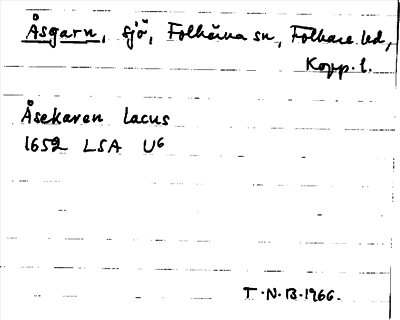 Åsgarn, sjö, Folkärna sn, Folkare hd,
Kopp. l.
Åsekaren lacus
1652 LSA U6
T.N.B. 1966.